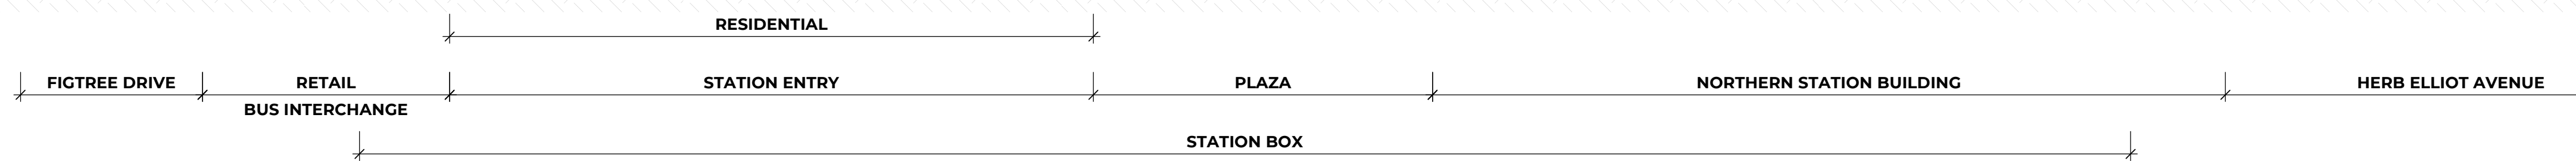 RESIDENTIAL
FIGTREE DRIVE RETAIL STATION ENTRY PLAZA NORTHERN STATION BUILDING HERB ELLIOT AVENUE
BUS INTERCHANGE
STATION BOX